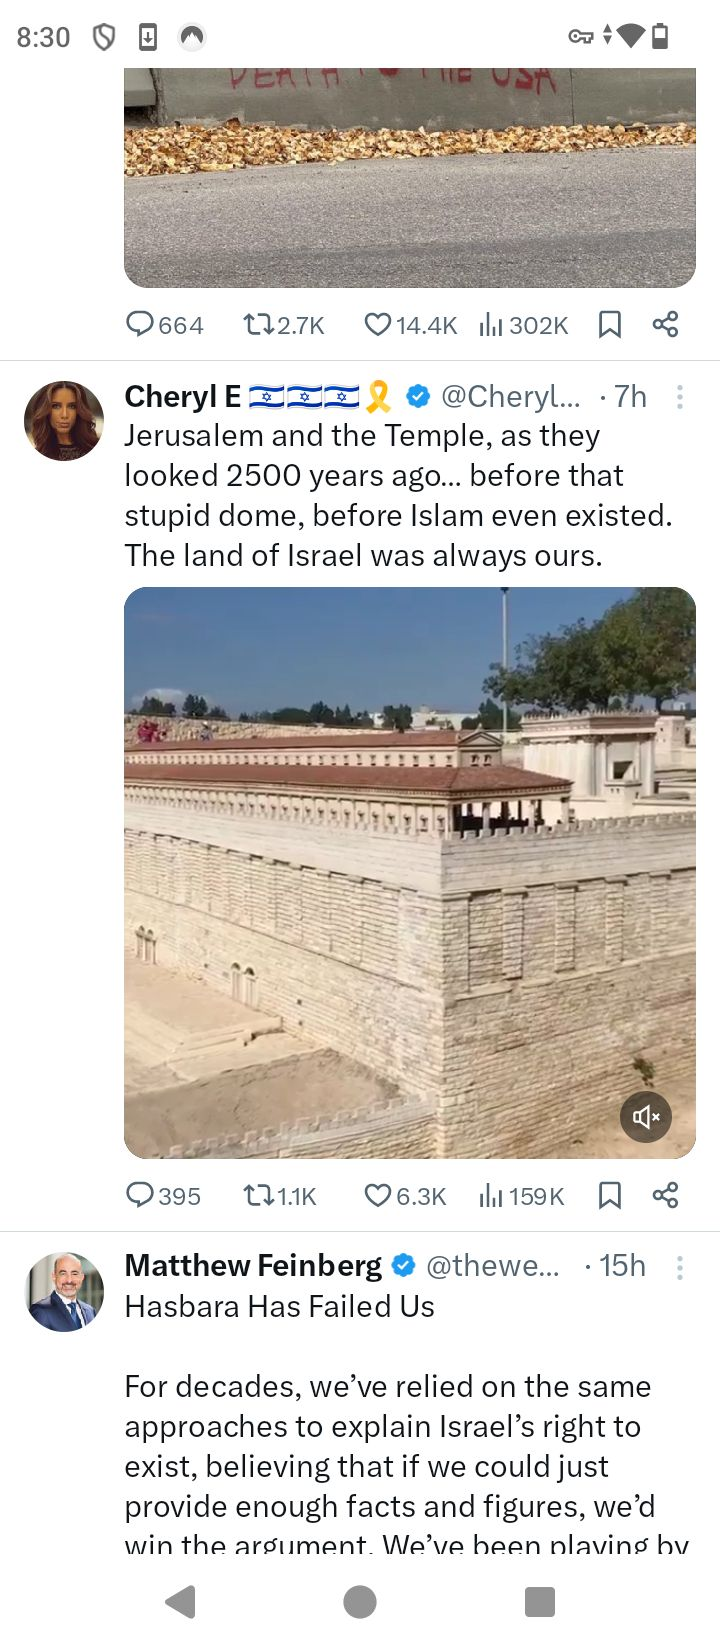 8:30
DEATH TO THE USA
664 2.7K 14.4K 302K
Cheryl E 🇮🇱🇮🇱🇮🇱🎗️ @Cheryl... · 7h
Jerusalem and the Temple, as they
looked 2500 years ago... before that
stupid dome, before Islam even existed.
The land of Israel was always ours.
395 1.1K 6.3K 159K
Matthew Feinberg @thewe... · 15h
Hasbara Has Failed Us
For decades, we’ve relied on the same
approaches to explain Israel’s right to
exist, believing that if we could just
provide enough facts and figures, we’d
win the argument. We’ve been playing by